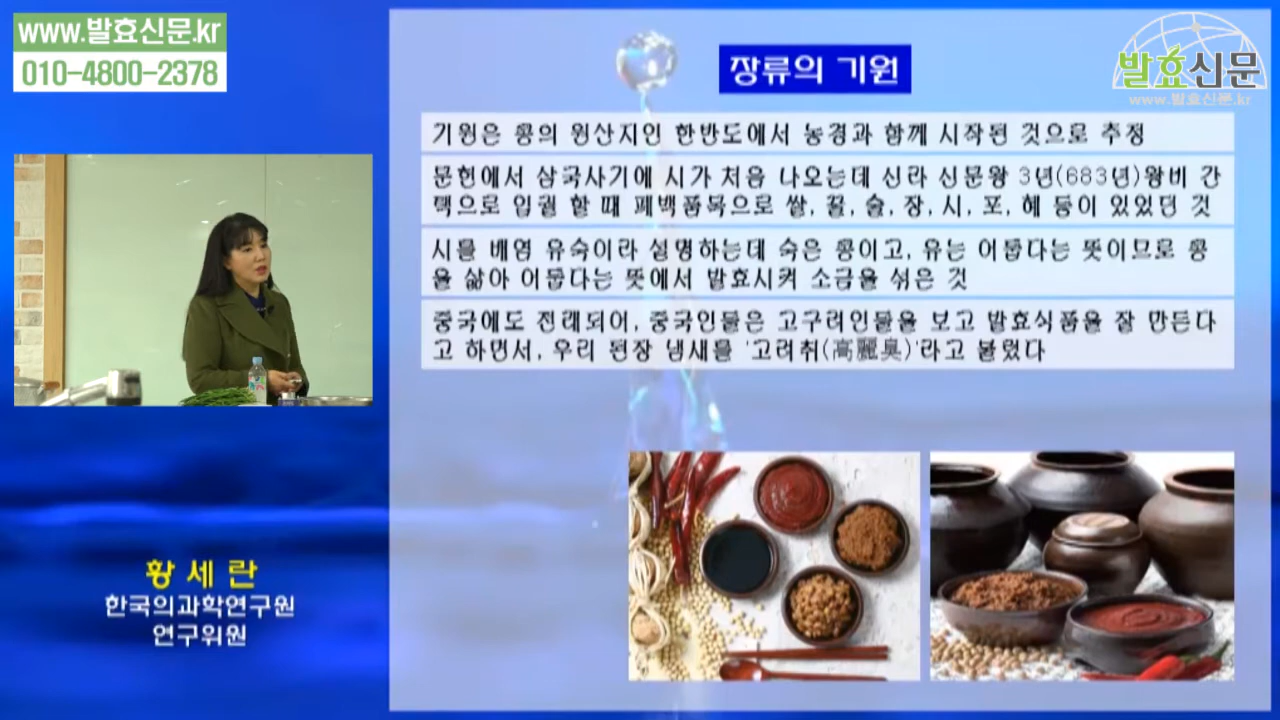 www.발효신문.kr
010-4800-2378
발효신문
www.발효신문.kr
장류의 기원
기원은 콩의 원산지인 한반도에서 농경과 함께 시작된 것으로 추정
문헌에서 삼국사기에 시가 처음 나오는데 신라 신문왕 3년(683년)왕비 간
택으로 입궐 할 때 폐백품목으로 쌀, 꿀, 술, 장, 시, 포, 혜 등이 있었던 것
시를 배염 유숙이라 설명하는데 숙은 콩이고, 유는 어둡다는 뜻이므로 콩
을 삶아 어둡다는 뜻에서 발효시켜 소금을 섞은 것
중국에도 전래되어, 중국인들은 고구려인들을 보고 발효식품을 잘 만든다
고 하면서, 우리 된장 냄새를 '고려취(高麗臭)'라고 불렀다
황 세 란
한국의과학연구원
연구위원